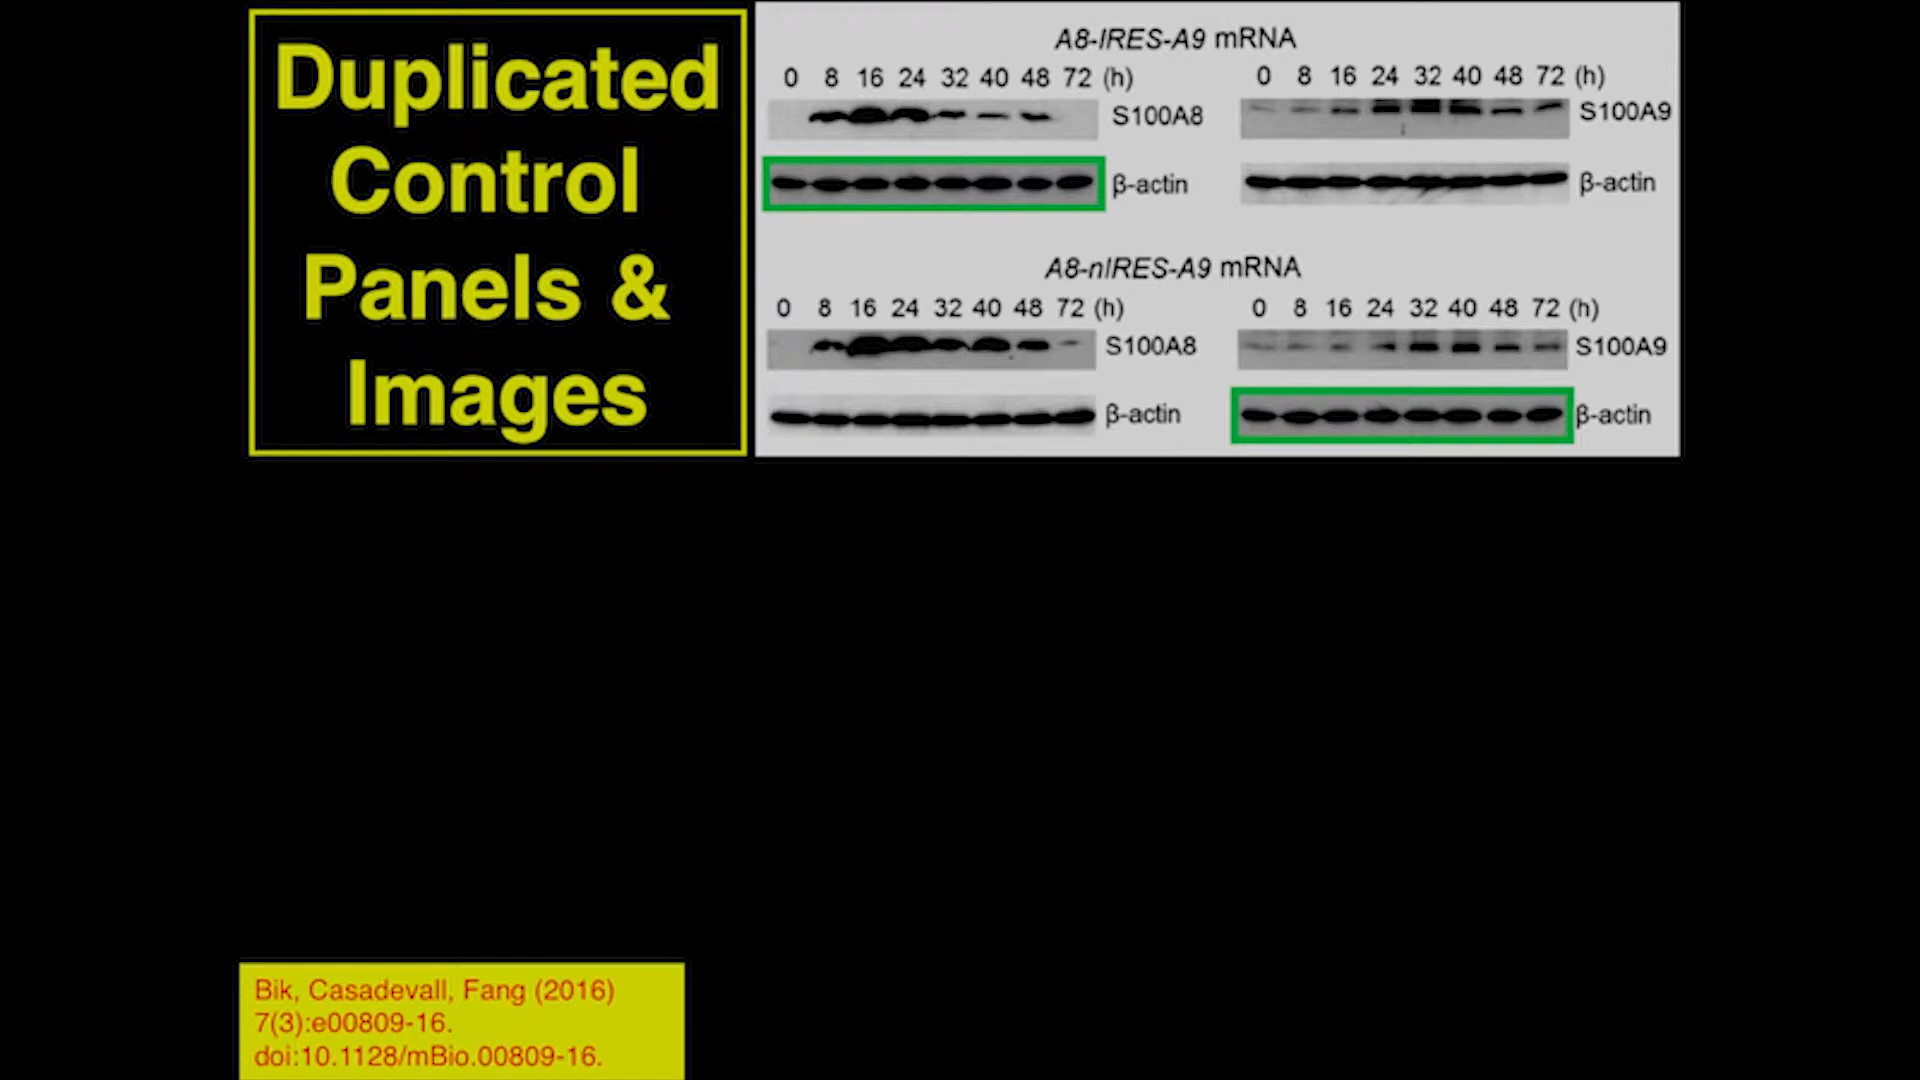 Duplicated
Control
Panels &
Images
A8-IRES-A9 mRNA
0 8 16 24 32 40 48 72 (h)
S100A8
β-actin
0 8 16 24 32 40 48 72 (h)
S100A9
β-actin
A8-nIRES-A9 mRNA
0 8 16 24 32 40 48 72 (h)
S100A8
β-actin
0 8 16 24 32 40 48 72 (h)
S100A9
β-actin
Bik, Casadevall, Fang (2016)
7(3):e00809-16.
doi:10.1128/mBio.00809-16.